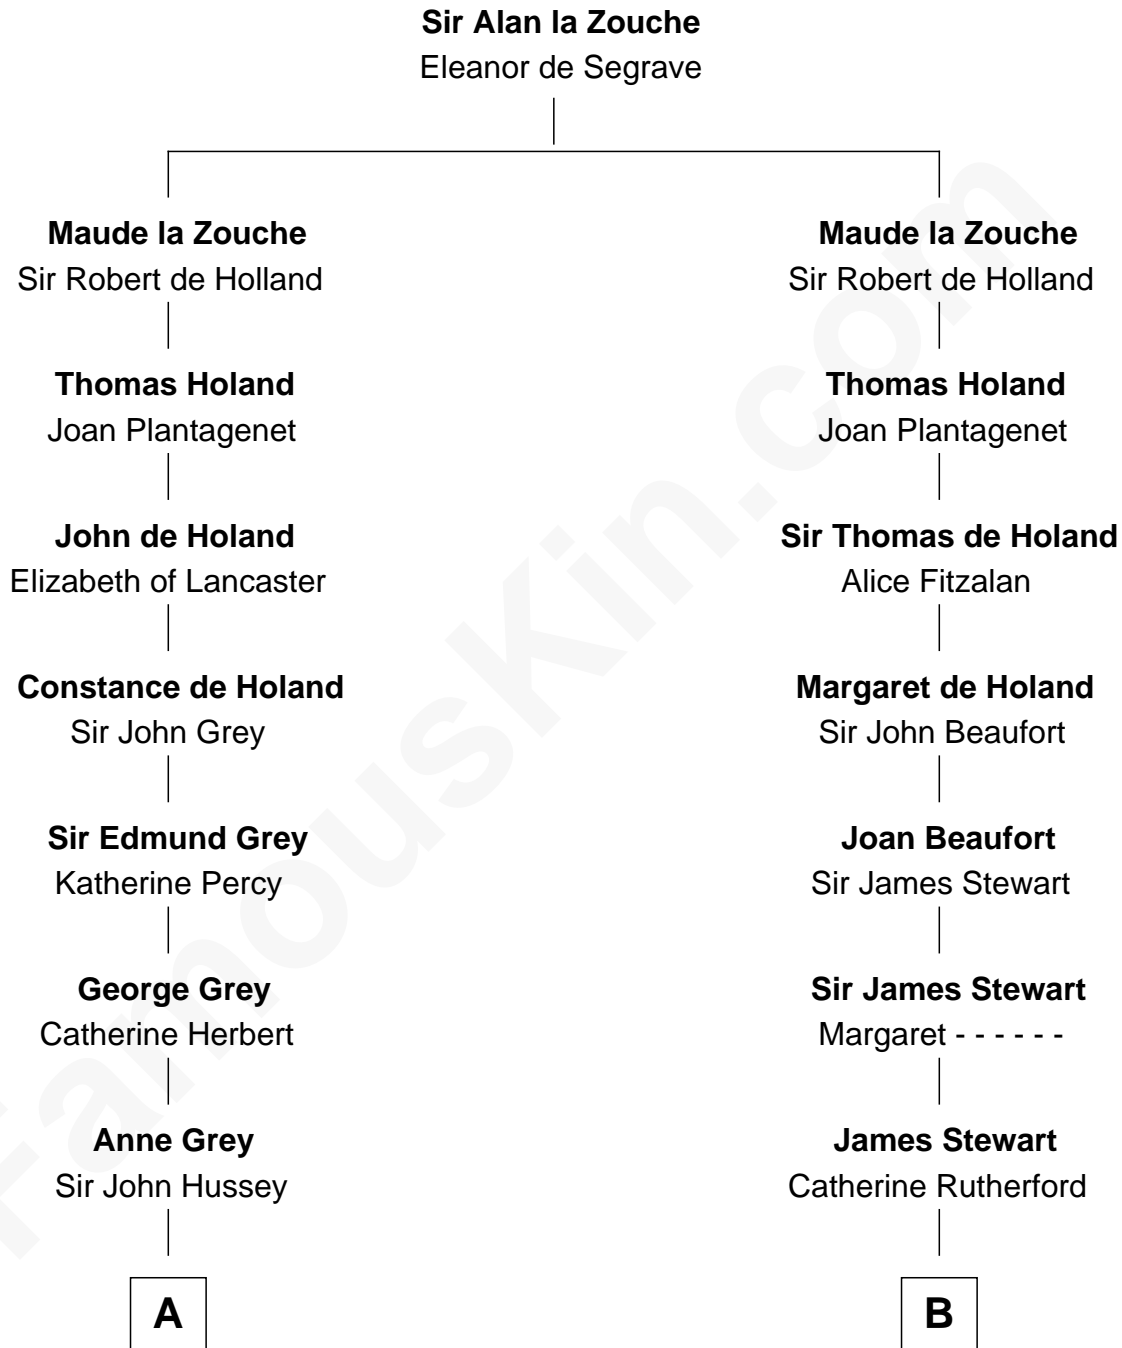 Sir Alan la Zouche
Eleanor de Segrave
Maude la Zouche
Sir Robert de Holland
Thomas Holand
Joan Plantagenet
John de Holand
Elizabeth of Lancaster
Constance de Holand
Sir John Grey
Sir Edmund Grey
Katherine Percy
George Grey
Catherine Herbert
Anne Grey
Sir John Hussey
A
Maude la Zouche
Sir Robert de Holland
Thomas Holand
Joan Plantagenet
Sir Thomas de Holand
Alice Fitzalan
Margaret de Holand
Sir John Beaufort
Joan Beaufort
Sir James Stewart
Sir James Stewart
Margaret - - - - - -
James Stewart
Catherine Rutherford
B
FamousKin.com